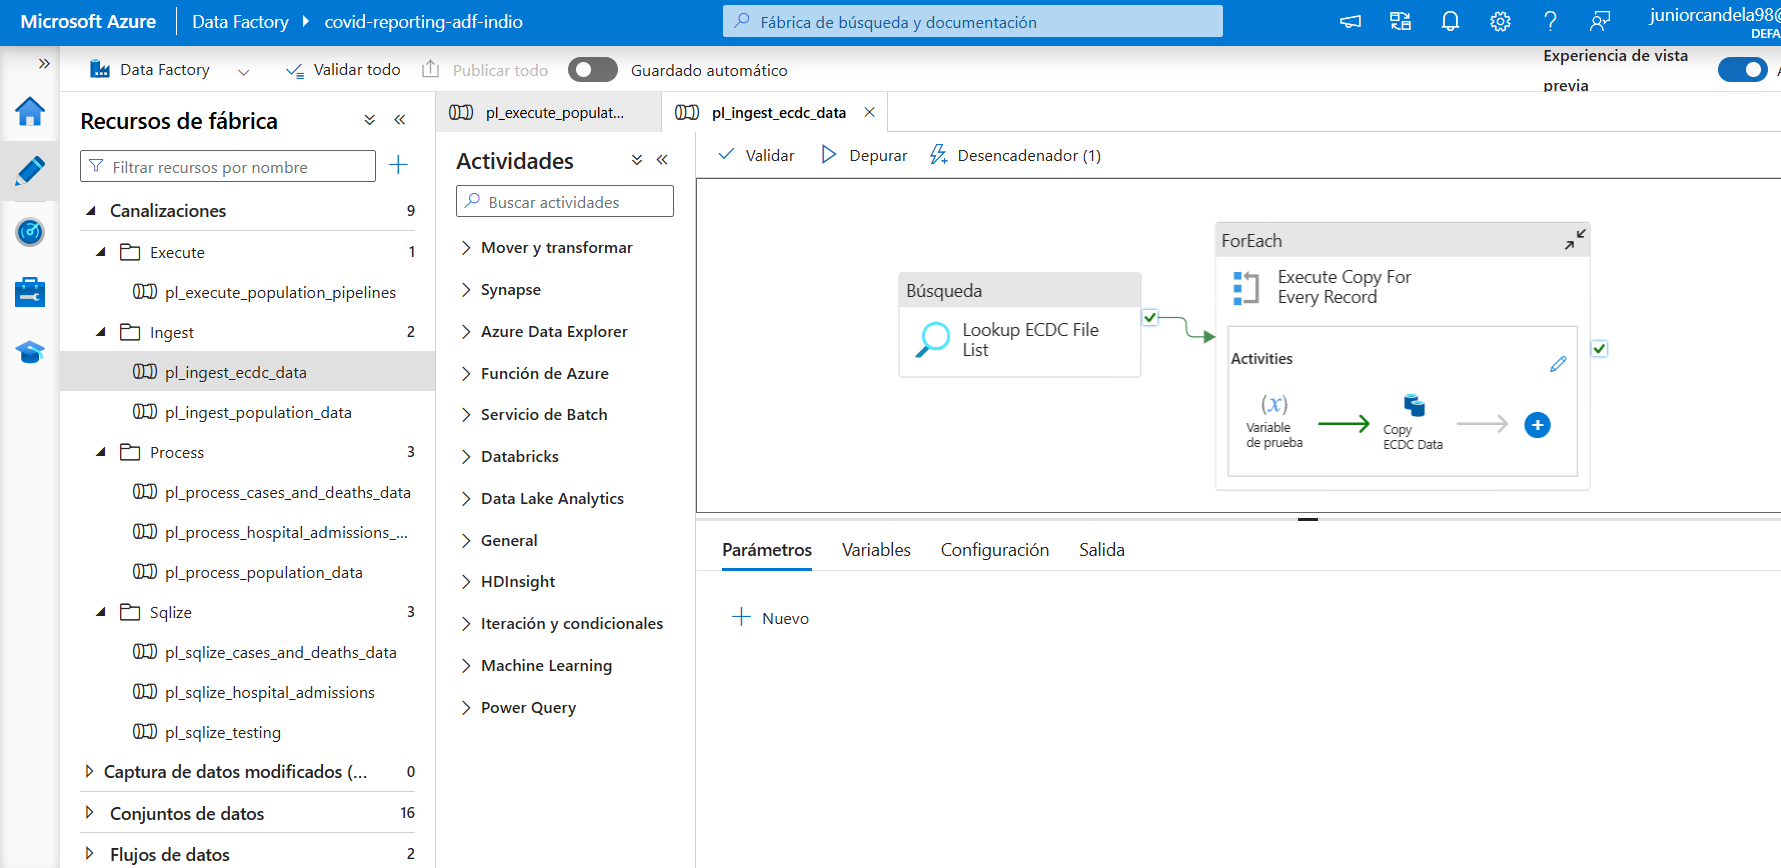 Microsoft Azure
Data Factory
covid-reporting-adf-indio
Fábrica de búsqueda y documentación
juniorcandela98@
DEFA
Data Factory
Validar todo
Publicar todo
Guardado automático
Experiencia de vista
previa
Recursos de fábrica
Filtrar recursos por nombre
Canalizaciones 9
Execute 1
pl_execute_population_pipelines
Ingest 2
pl_ingest_ecdc_data
pl_ingest_population_data
Process 3
pl_process_cases_and_deaths_data
pl_process_hospital_admissions_...
pl_process_population_data
Sqlize 3
pl_sqlize_cases_and_deaths_data
pl_sqlize_hospital_admissions
pl_sqlize_testing
Captura de datos modificados (... 0
Conjuntos de datos 16
Flujos de datos 2
pl_execute_populat...
pl_ingest_ecdc_data
Actividades
Buscar actividades
Mover y transformar
Synapse
Azure Data Explorer
Función de Azure
Servicio de Batch
Databricks
Data Lake Analytics
General
HDInsight
Iteración y condicionales
Machine Learning
Power Query
Validar
Depurar
Desencadenador (1)
Búsqueda
Lookup ECDC File
List
ForEach
Execute Copy For
Every Record
Activities
(x)
Variable
de prueba
Copy
ECDC Data
Parámetros
Variables
Configuración
Salida
Nuevo